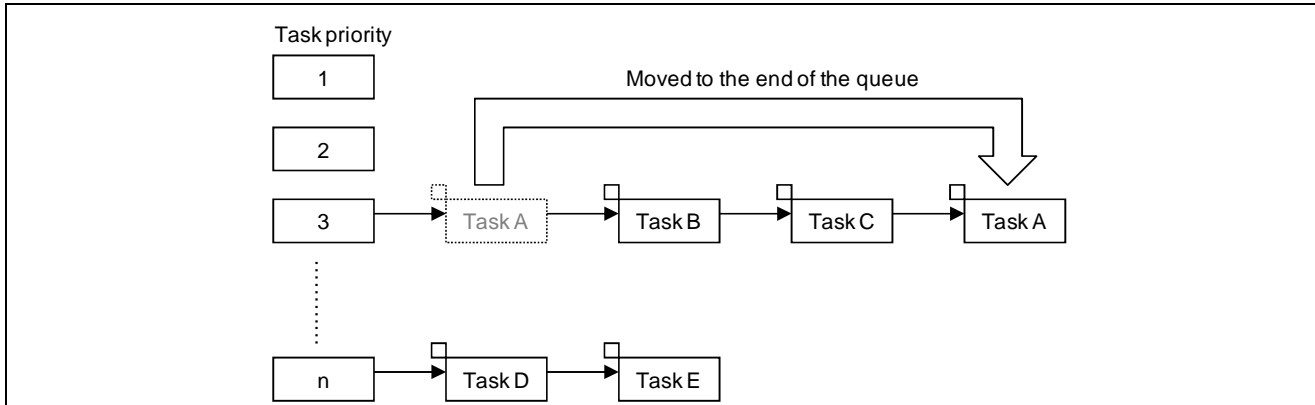 Task priority
1
Moved to the end of the queue
2
3
Task A
Task B
Task C
Task A
n
Task D
Task E